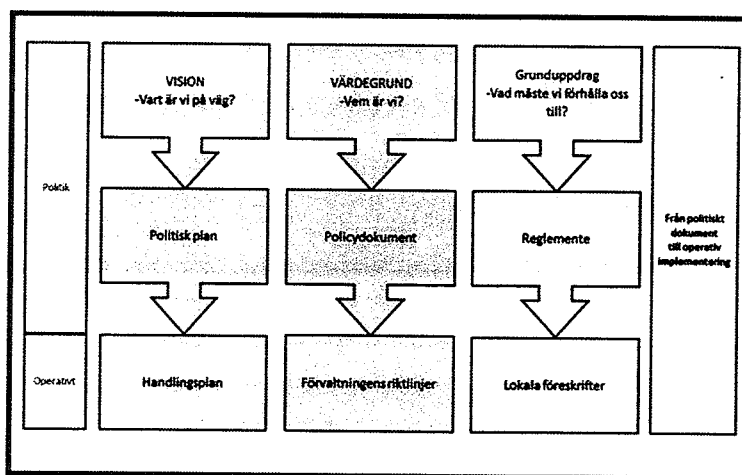 VISION
-Vart är vi på väg?
VÄRDEGRUND
-Vem är vi?
Grunduppdrag
-Vad måste vi förhålla oss
till?
Politik
Politisk plan
Policydokument
Reglemente
Från politiskt
dokument
till operativ
implementering
Operativt
Handlingsplan
Förvaltningens riktlinjer
Lokala föreskrifter